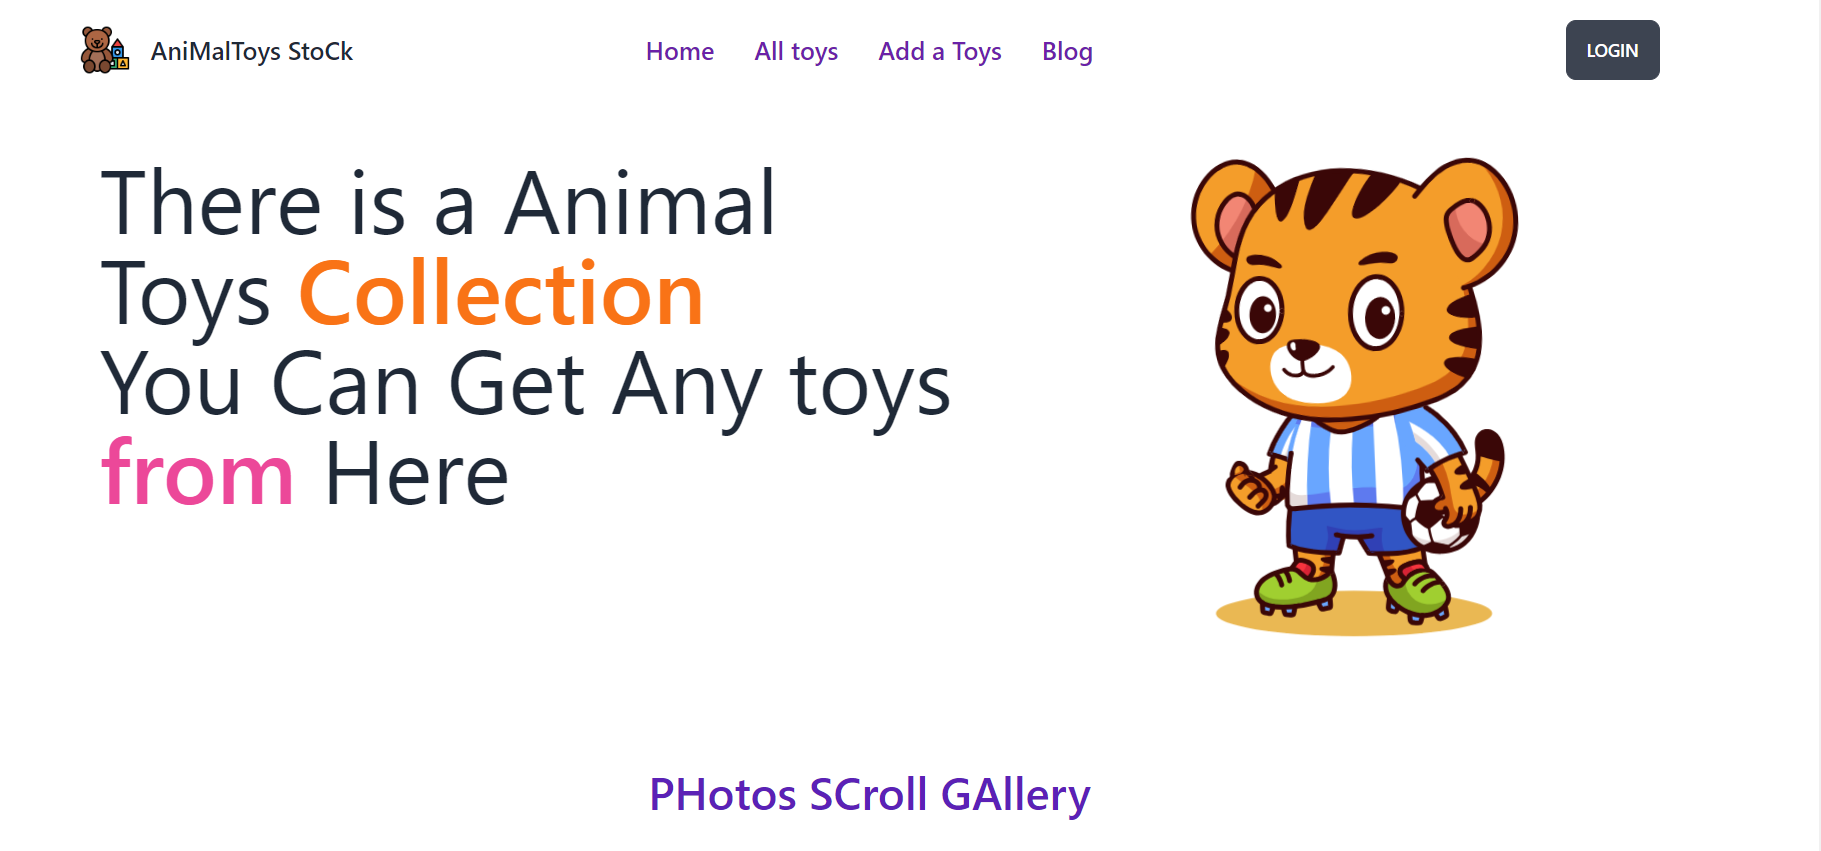 AniMalToys StoCk
Home
All toys
Add a Toys
Blog
LOGIN
There is a Animal
Toys Collection
You Can Get Any toys
from Here
PHotos SCroll GAllery